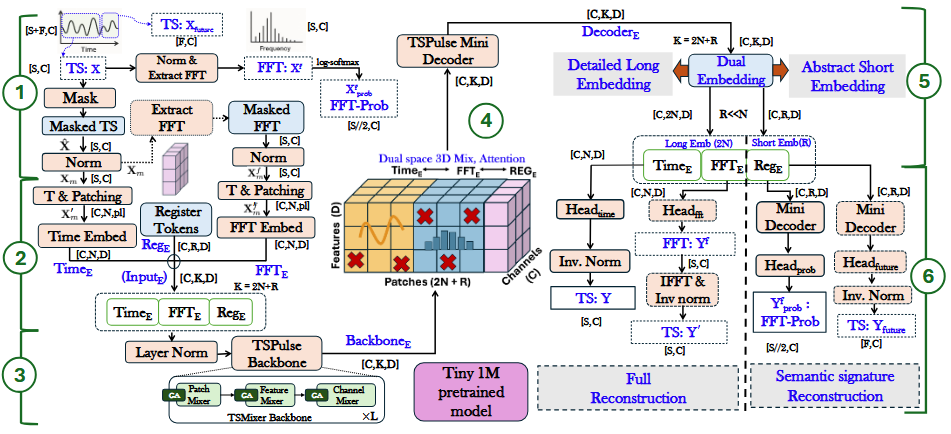 [S+F,C]
Time
TS: X_future
[F,C]
Frequency
[S,C]
[S,C]
TS: X
Norm &
Extract FFT
FFT: X^f
log-softmax
X^f_prob
FFT-Prob
[S//2,C]
1
Mask
Masked TS
X̂
[S,C]
Norm
X_m
[S,C]
Extract
FFT
X_m
Masked
FFT
[S,C]
Norm
X^f_m
[S,C]
T & Patching
X^p_m
[C,N,pl]
Time Embed
[C,N,D]
Time_E
Register
Tokens
Reg_E
[C,R,D]
T & Patching
[C,N,pl]
FFT Embed
[C,N,D]
FFT_E
2
(Input_E)
[C,K,D]
K = 2N+R
Time_E
FFT_E
Reg_E
3
Layer Norm
TSPulse
Backbone
Backbone_E
[C,K,D]
GA
Patch
Mixer
GA
Feature
Mixer
GA
Channel
Mixer
TSMixer Backbone
×L
TSPulse Mini
Decoder
[C,K,D]
4
Dual space 3D Mix, Attention
Time_E
FFT_E
REG_E
Features (D)
Patches (2N + R)
Channels
(C)
Tiny 1M
pretrained
model
[C,K,D]
Decoder_E
K = 2N+R
[C,K,D]
Detailed Long
Embedding
Dual
Embedding
Abstract Short
Embedding
5
[C,2N,D]
R<<N
[C,R,D]
Long Emb (2N)
Short Emb(R)
Time_E
FFT_E
Reg_E
[C,N,D]
Head_time
Inv. Norm
TS: Y
[S,C]
[C,N,D]
Head_fft
FFT: Y^f
[S,C]
IFFT &
Inv norm
TS: Y'
[S,C]
[C,R,D]
Mini
Decoder
Head_prob
Y^f_prob :
FFT-Prob
[S//2,C]
[C,R,D]
Mini
Decoder
Head_future
Inv. Norm
TS: Y_future
[F,C]
6
Full
Reconstruction
Semantic signature
Reconstruction